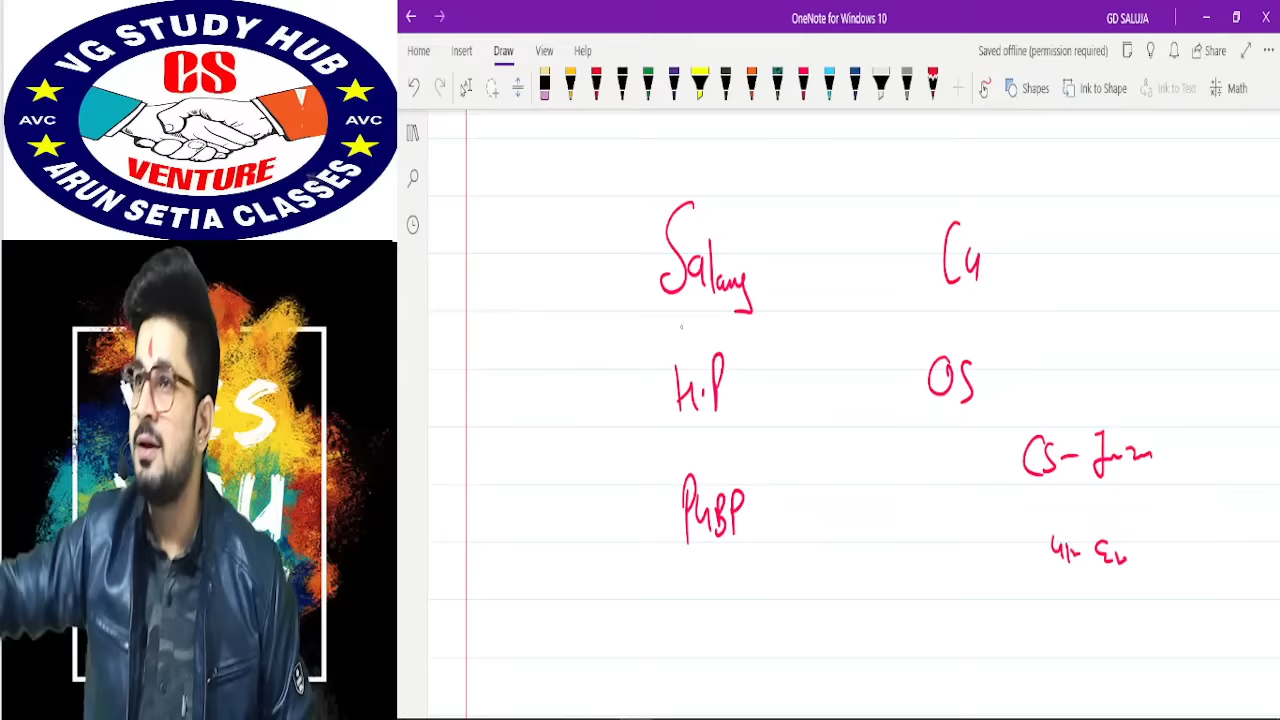 VG STUDY HUB
CS
AVC
AVC
VENTURE
ARUN SETIA CLASSES
OneNote for Windows 10
GD SALUJA
Home Insert Draw View Help
Saved offline (permission required)
Share
Shapes
Ink to Shape
Ink to Text
Math
Salary
H.P
PGBP
CG
OS
CS-